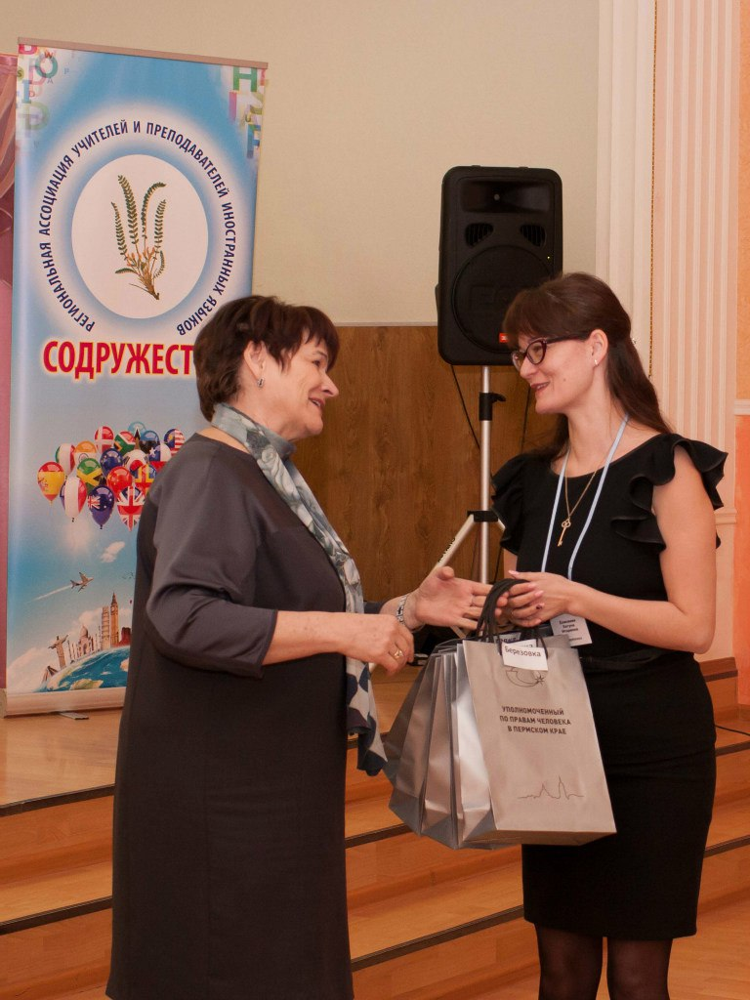 РЕГИОНАЛЬНАЯ АССОЦИАЦИЯ УЧИТЕЛЕЙ И ПРЕПОДАВАТЕЛЕЙ ИНОСТРАННЫХ ЯЗЫКОВ
СОДРУЖЕСТ
Березовка
УПОЛНОМОЧЕННЫЙ
ПО ПРАВАМ ЧЕЛОВЕКА
В ПЕРМСКОМ КРАЕ